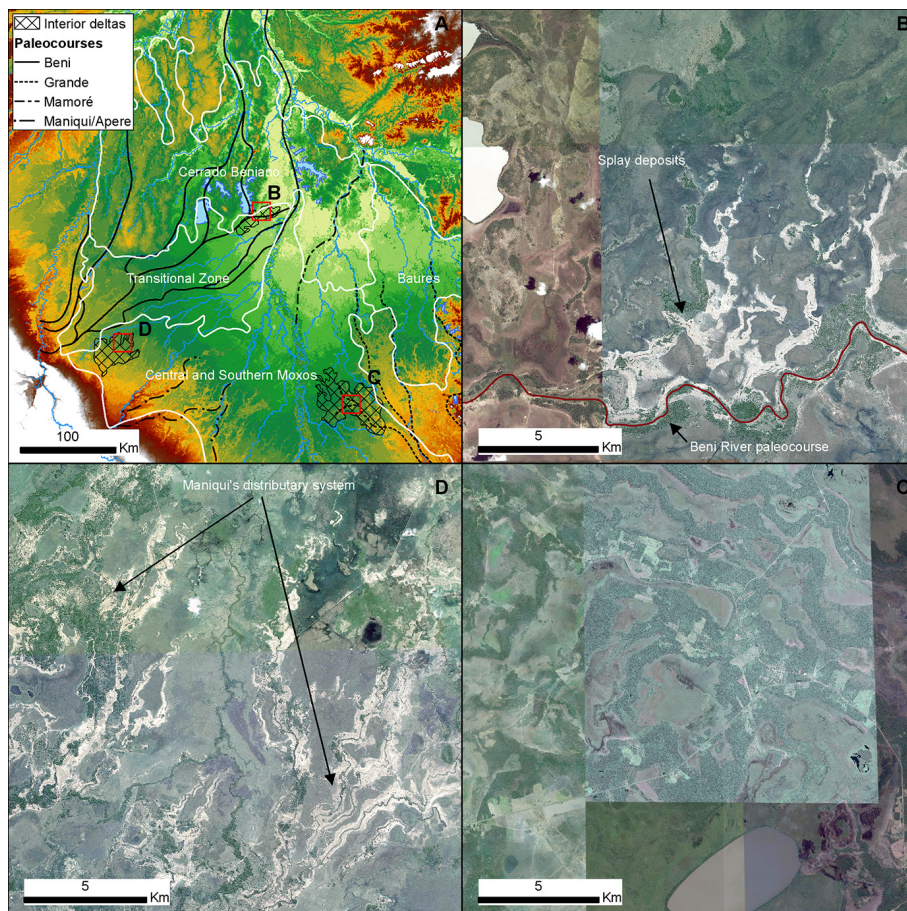 Interior deltas
Paleocourses
Beni
Grande
Mamoré
Maniqui/Apere
A
Cerrado Beniano
B
Transitional Zone
Baures
D
Central and Southern Moxos
C
100
Km
B
Splay deposits
Beni River paleocourse
5
Km
D
Maniqui's distributary system
5
Km
C
5
Km